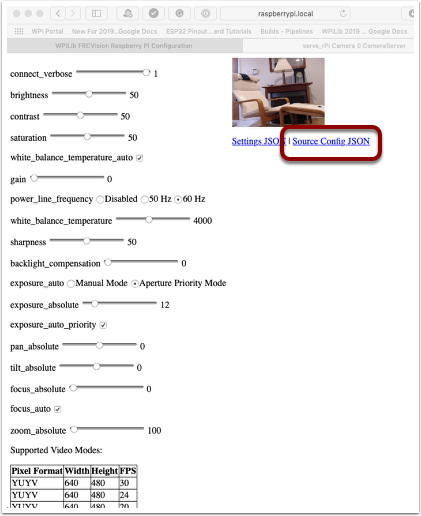 raspberrypi.local
WPI Portal New For 2019...Google Docs ESP32 Pinout ...and Tutorials Builds - Pipelines WPILib 2019 ... Google Docs
WPILib FRCVision Raspberry PI Configuration serve_rPi Camera 0 CameraServer
connect_verbose 1
brightness 50
contrast 50
saturation 50
Settings JSON | Source Config JSON
white_balance_temperature_auto
gain 0
power_line_frequency Disabled 50 Hz 60 Hz
white_balance_temperature 4000
sharpness 50
backlight_compensation 0
exposure_auto Manual Mode Aperture Priority Mode
exposure_absolute 12
exposure_auto_priority
pan_absolute 0
tilt_absolute 0
focus_absolute 0
focus_auto
zoom_absolute 100
Supported Video Modes:
Pixel Format Width Height FPS
YUYV 640 480 30
YUYV 640 480 24
YUYV 640 480 20